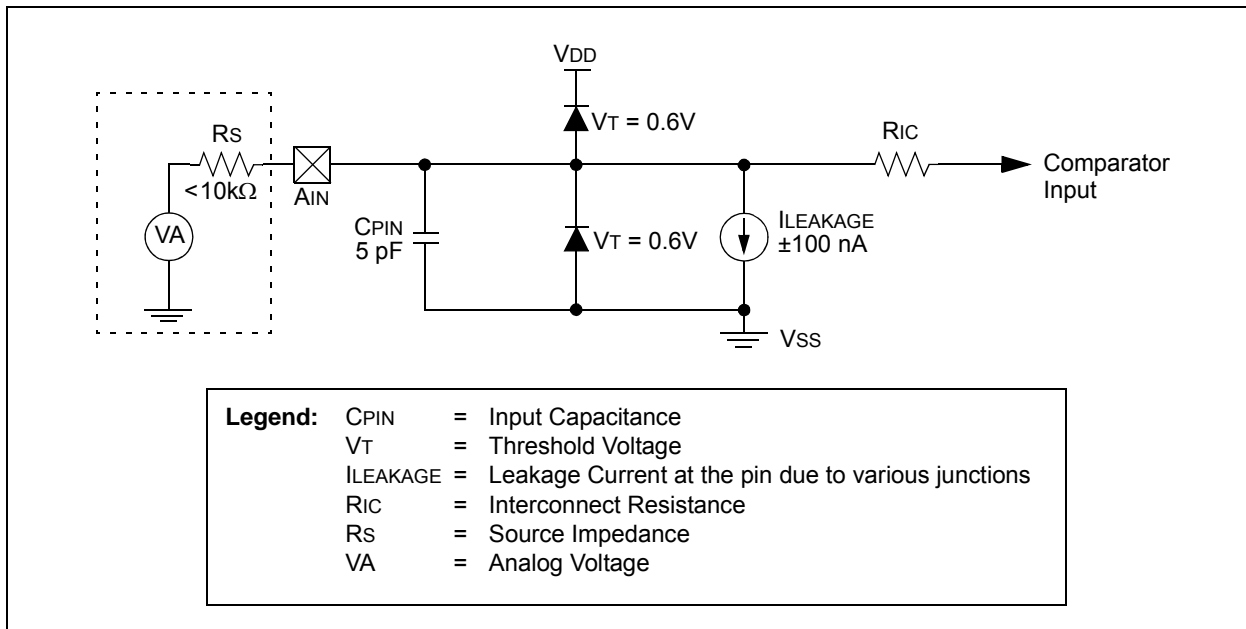 VDD
VT = 0.6V
RS
<10kΩ
RIC
AIN
Comparator
Input
VA
CPIN
5 pF
VT = 0.6V
ILEAKAGE
±100 nA
VSS
Legend: CPIN = Input Capacitance
VT = Threshold Voltage
ILEAKAGE = Leakage Current at the pin due to various junctions
RIC = Interconnect Resistance
RS = Source Impedance
VA = Analog Voltage